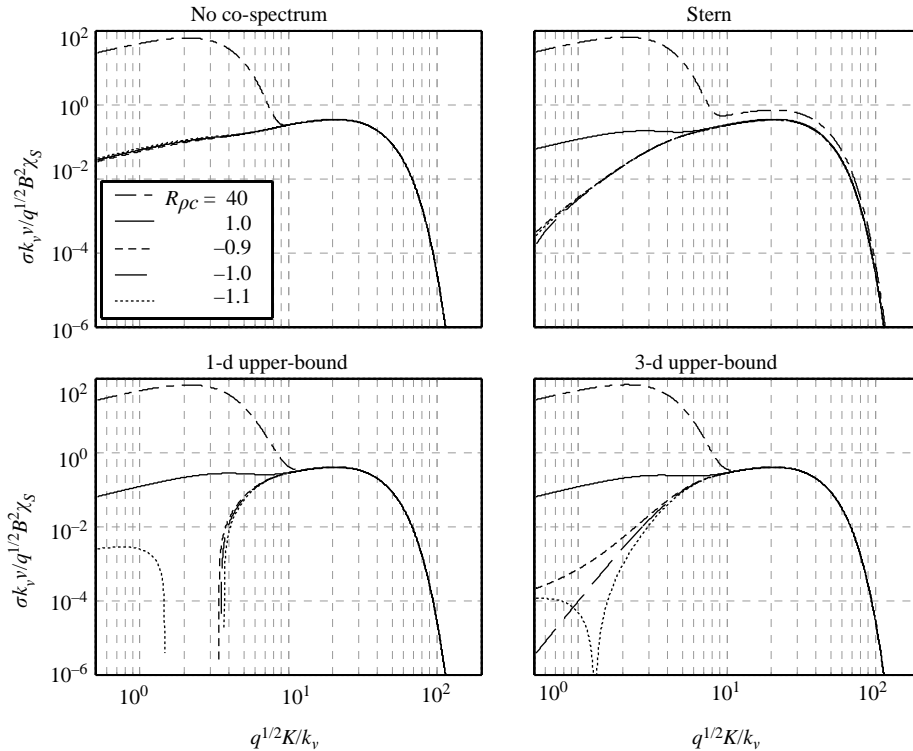 No co-spectrum
Stern
10^2
10^0
10^–2
10^–4
10^–6
σk_νν/q^{1/2}B^2χ_S
R_ρc = 40
1.0
–0.9
–1.0
–1.1
1-d upper-bound
3-d upper-bound
10^2
10^0
10^–2
10^–4
10^–6
σk_νν/q^{1/2}B^2χ_S
10^0
10^1
10^2
10^0
10^1
10^2
q^{1/2}K/k_ν
q^{1/2}K/k_ν